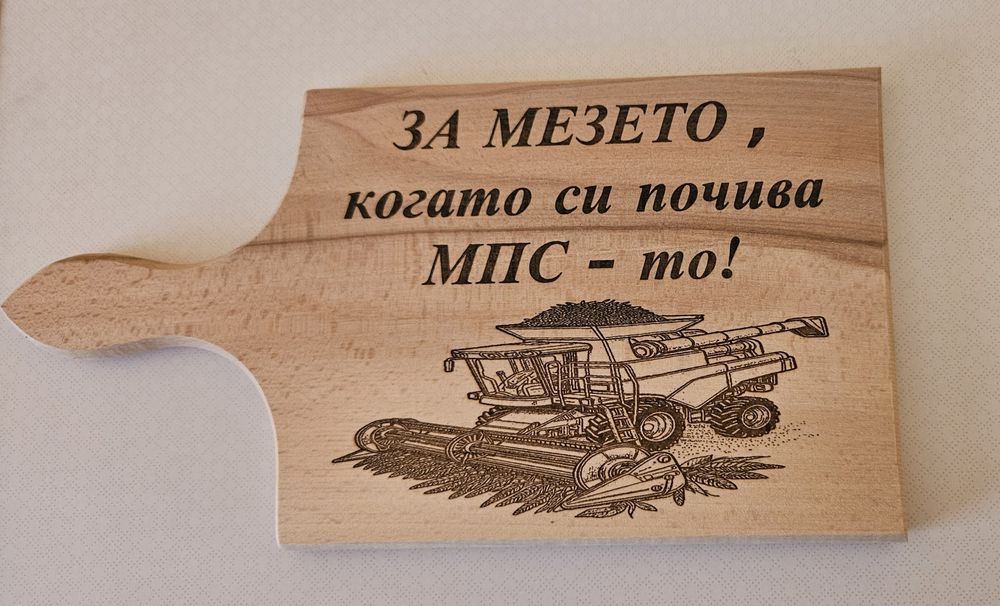 ЗА МЕЗЕТО ,
когато си почива
МПС - то!